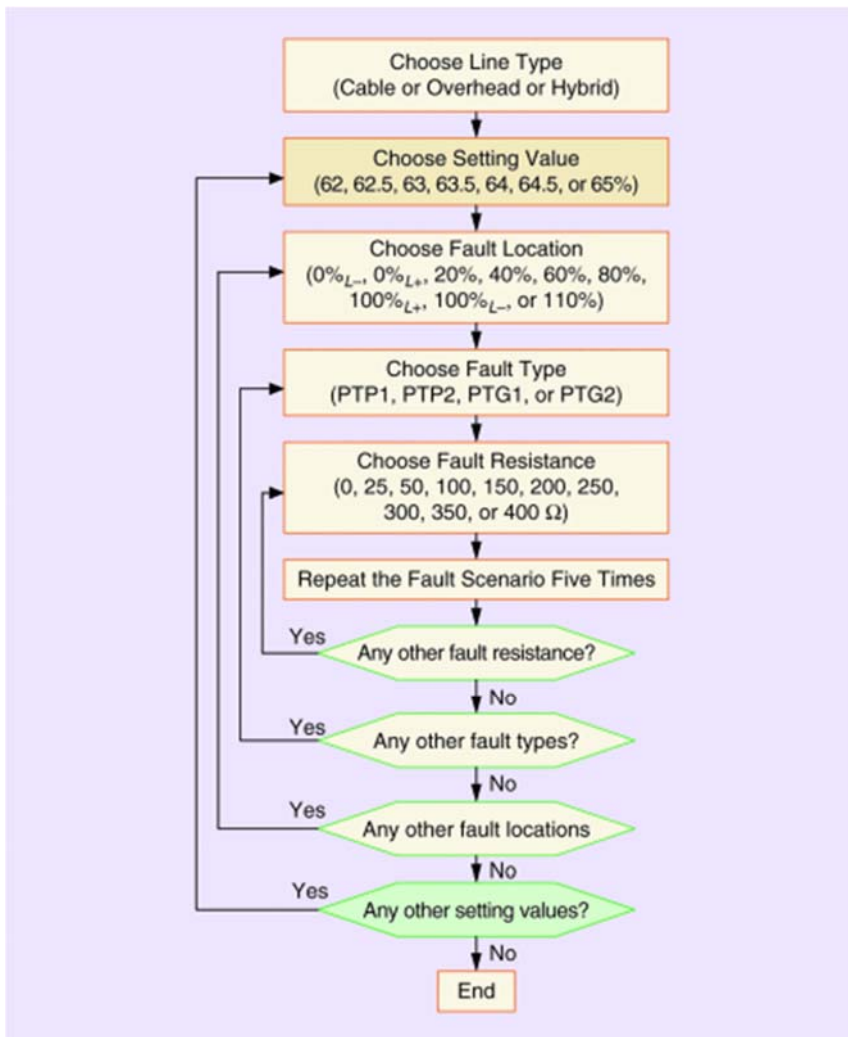 Choose Line Type
(Cable or Overhead or Hybrid)
Choose Setting Value
(62, 62.5, 63, 63.5, 64, 64.5, or 65%)
Choose Fault Location
(0%L−, 0%L+, 20%, 40%, 60%, 80%,
100%L+, 100%L−, or 110%)
Choose Fault Type
(PTP1, PTP2, PTG1, or PTG2)
Choose Fault Resistance
(0, 25, 50, 100, 150, 200, 250,
300, 350, or 400 Ω)
Repeat the Fault Scenario Five Times
Yes
Any other fault resistance?
No
Yes
Any other fault types?
No
Yes
Any other fault locations
No
Yes
Any other setting values?
No
End